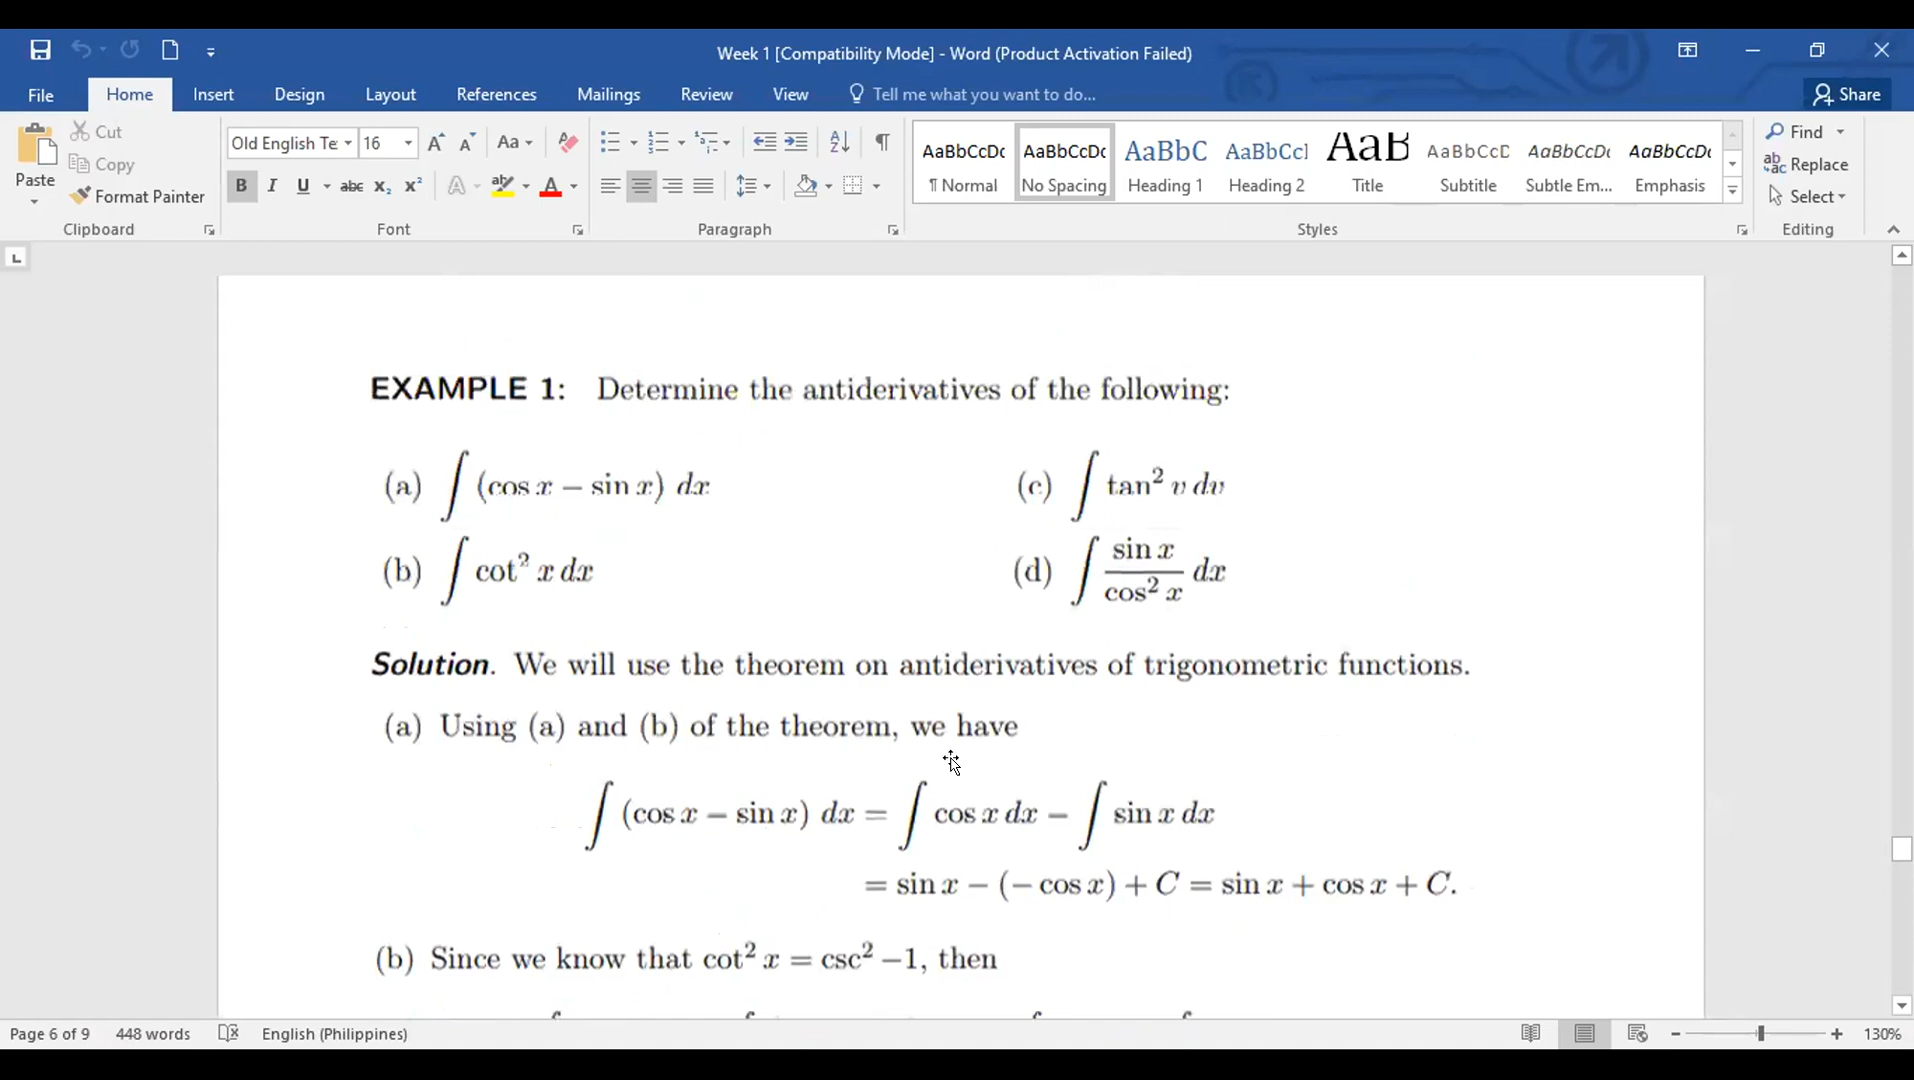 Week 1 [Compatibility Mode] - Word (Product Activation Failed)
File Home Insert Design Layout References Mailings Review View Tell me what you want to do... Share
Paste Cut Copy Format Painter
Clipboard
Old English Te 16
B I U abc x₂ x²
Font
Paragraph
AaBbCcDc ¶ Normal
AaBbCcDc No Spacing
AaBbC Heading 1
AaBbCcI Heading 2
AaB Title
AaBbCcD Subtitle
AaBbCcDc Subtle Em...
AaBbCcDc Emphasis
Styles
Find
Replace
Select
Editing
EXAMPLE 1: Determine the antiderivatives of the following:
(a) ∫ (cos x − sin x) dx
(c) ∫ tan² v dv
(b) ∫ cot² x dx
(d) ∫ sin x / cos² x dx
Solution. We will use the theorem on antiderivatives of trigonometric functions.
(a) Using (a) and (b) of the theorem, we have
∫ (cos x − sin x) dx = ∫ cos x dx − ∫ sin x dx
= sin x − (− cos x) + C = sin x + cos x + C.
(b) Since we know that cot² x = csc² −1, then
Page 6 of 9 448 words English (Philippines) 130%